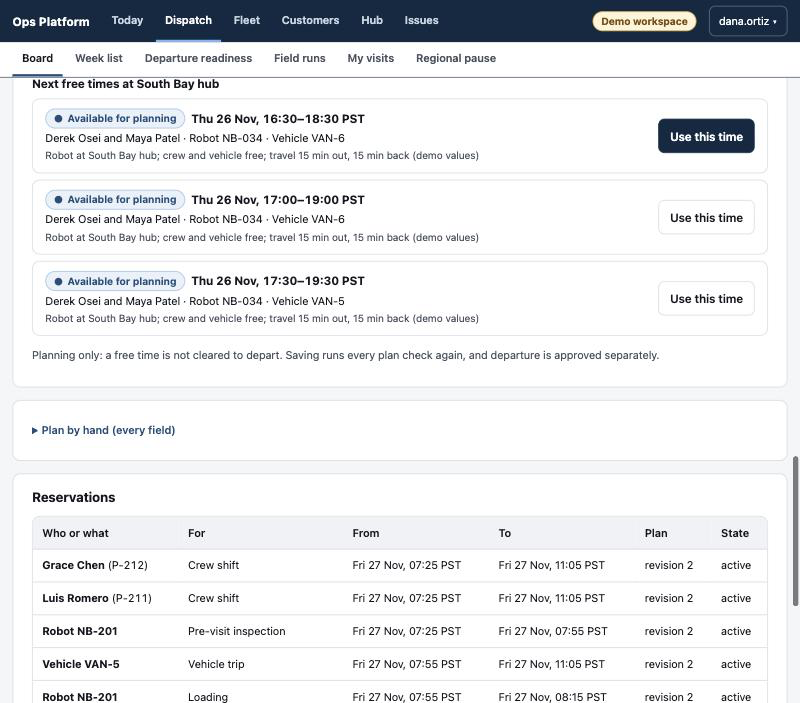 Ops Platform Today Dispatch Fleet Customers Hub Issues Demo workspace dana.ortiz ▾
Board Week list Departure readiness Field runs My visits Regional pause
Next free times at South Bay hub
Available for planning Thu 26 Nov, 16:30–18:30 PST
Derek Osei and Maya Patel · Robot NB-034 · Vehicle VAN-6
Robot at South Bay hub; crew and vehicle free; travel 15 min out, 15 min back (demo values)
Use this time
Available for planning Thu 26 Nov, 17:00–19:00 PST
Derek Osei and Maya Patel · Robot NB-034 · Vehicle VAN-6
Robot at South Bay hub; crew and vehicle free; travel 15 min out, 15 min back (demo values)
Use this time
Available for planning Thu 26 Nov, 17:30–19:30 PST
Derek Osei and Maya Patel · Robot NB-034 · Vehicle VAN-5
Robot at South Bay hub; crew and vehicle free; travel 15 min out, 15 min back (demo values)
Use this time
Planning only: a free time is not cleared to depart. Saving runs every plan check again, and departure is approved separately.
▸ Plan by hand (every field)
Reservations
Who or what For From To Plan State
Grace Chen (P-212) Crew shift Fri 27 Nov, 07:25 PST Fri 27 Nov, 11:05 PST revision 2 active
Luis Romero (P-211) Crew shift Fri 27 Nov, 07:25 PST Fri 27 Nov, 11:05 PST revision 2 active
Robot NB-201 Pre-visit inspection Fri 27 Nov, 07:25 PST Fri 27 Nov, 07:55 PST revision 2 active
Vehicle VAN-5 Vehicle trip Fri 27 Nov, 07:55 PST Fri 27 Nov, 11:05 PST revision 2 active
Robot NB-201 Loading Fri 27 Nov, 07:55 PST Fri 27 Nov, 08:15 PST revision 2 active